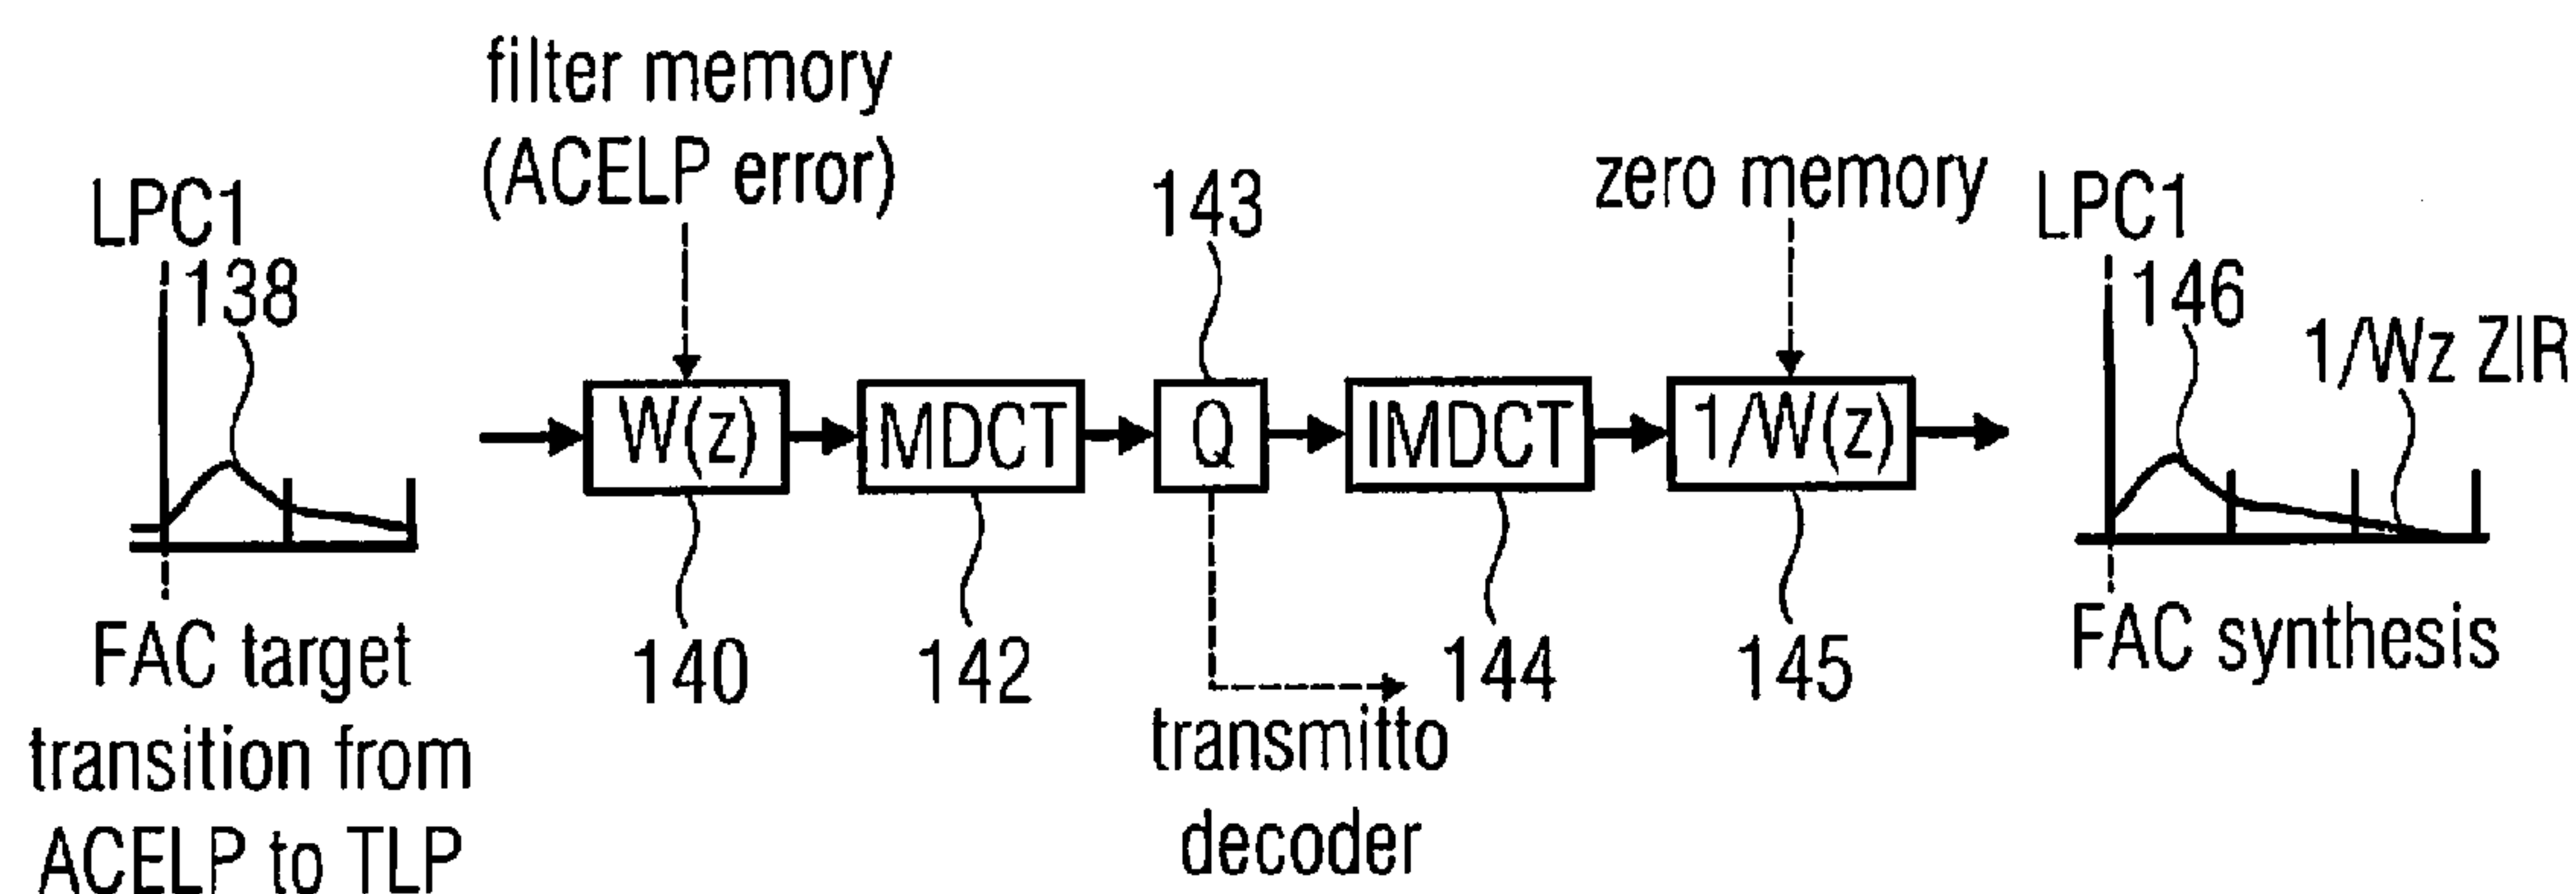 filter memory
(ACELP error)
LPC1
138
143
zero memory
LPC1
146
1/Wz ZIR
W(z)
MDCT
Q
IMDCT
1/W(z)
140
142
144
145
FAC target
transition from
ACELP to TLP
transmitto
decoder
FAC synthesis